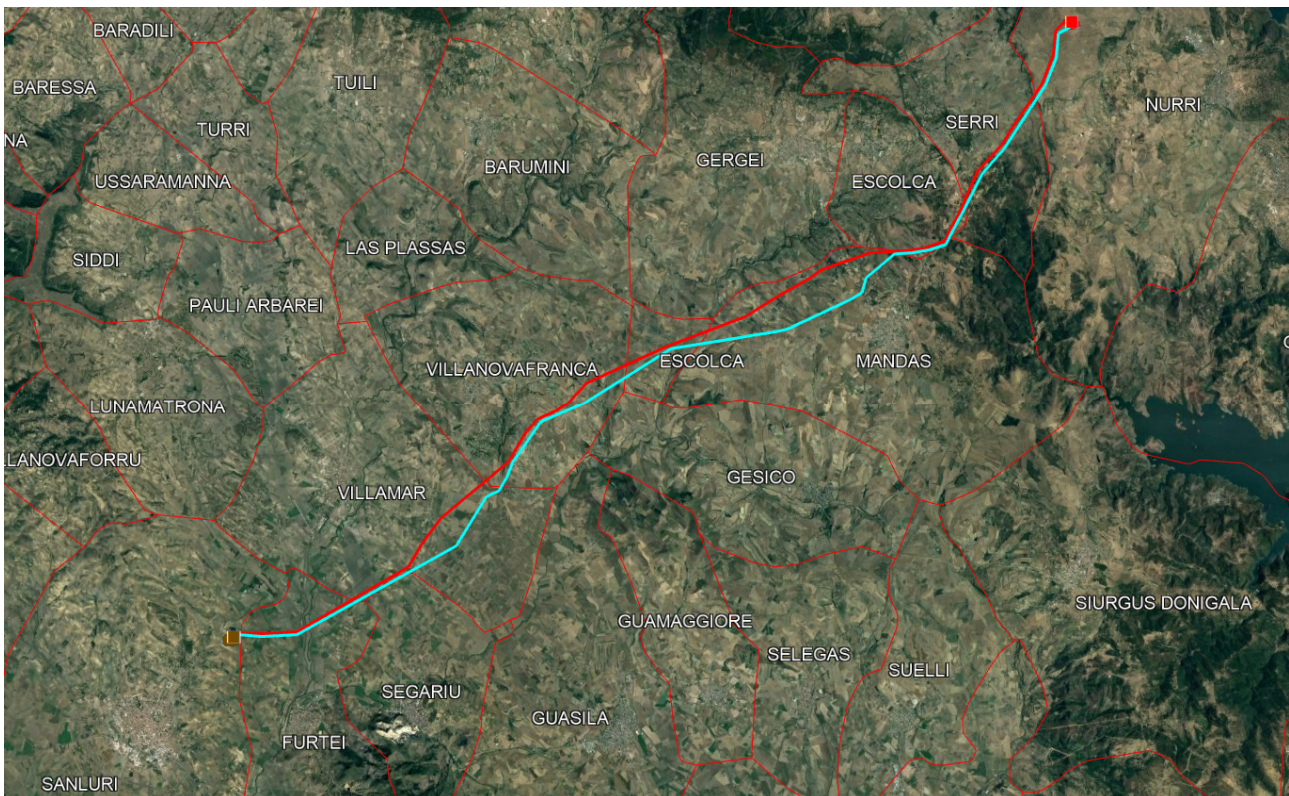 BARADILI
TUILI
BARESSA
NURRI
SERRI
TURRI
NA
GERGEI
BARUMINI
USSARAMANNA
ESCOLCA
LAS PLASSAS
SIDDI
PAULI ARBAREI
ESCOLCA
MANDAS
VILLANOVAFRANCA
LUNAMATRONA
LLANOVAFORRU
GESICO
VILLAMAR
SIURGUS DONIGALA
GUAMAGGIORE
SELEGAS
SUELLI
SEGARIU
GUASILA
FURTEI
SANLURI